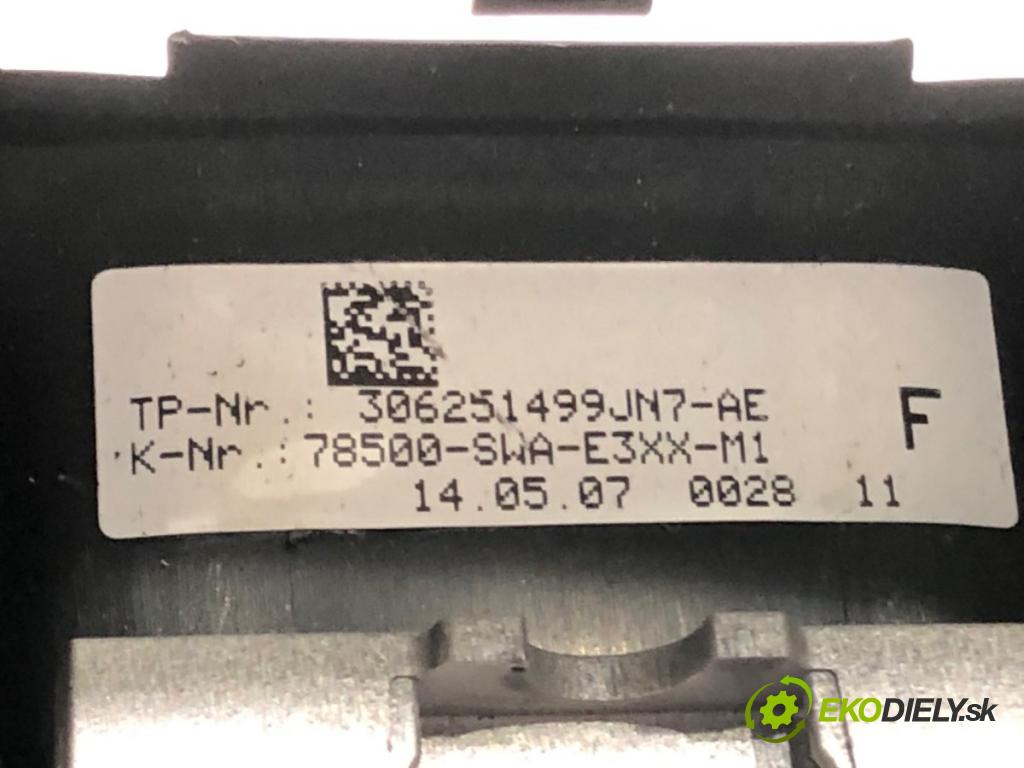 TP-Nr.: 306251499JN7-AE
K-Nr.: 78500-SWA-E3XX-M1
F
14.05.07 0028 11
EKODIELY.sk